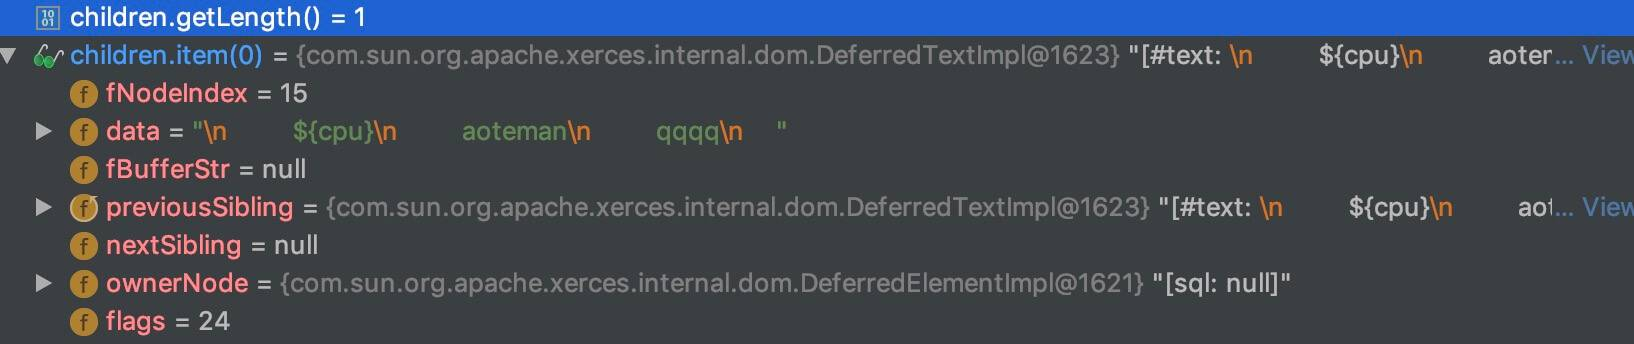 10 01 children.getLength() = 1
children.item(0) = {com.sun.org.apache.xerces.internal.dom.DeferredTextImpl@1623} "[#text: \n ${cpu}\n aoter... View
f fNodeIndex = 15
f data = "\n ${cpu}\n aoteman\n qqqq\n "
f fBufferStr = null
f previousSibling = {com.sun.org.apache.xerces.internal.dom.DeferredTextImpl@1623} "[#text: \n ${cpu}\n aot... View
f nextSibling = null
f ownerNode = {com.sun.org.apache.xerces.internal.dom.DeferredElementImpl@1621} "[sql: null]"
f flags = 24